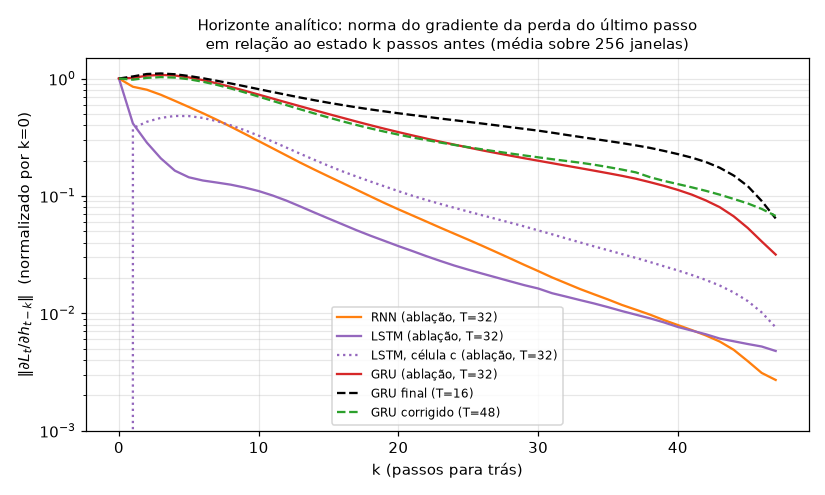 Horizonte analítico: norma do gradiente da perda do último passo
em relação ao estado k passos antes (média sobre 256 janelas)
‖∂Lₜ/∂hₜ₋ₖ‖ (normalizado por k=0)
10⁰
10⁻¹
10⁻²
10⁻³
RNN (ablação, T=32)
LSTM (ablação, T=32)
LSTM, célula c (ablação, T=32)
GRU (ablação, T=32)
GRU final (T=16)
GRU corrigido (T=48)
0 10 20 30 40
k (passos para trás)